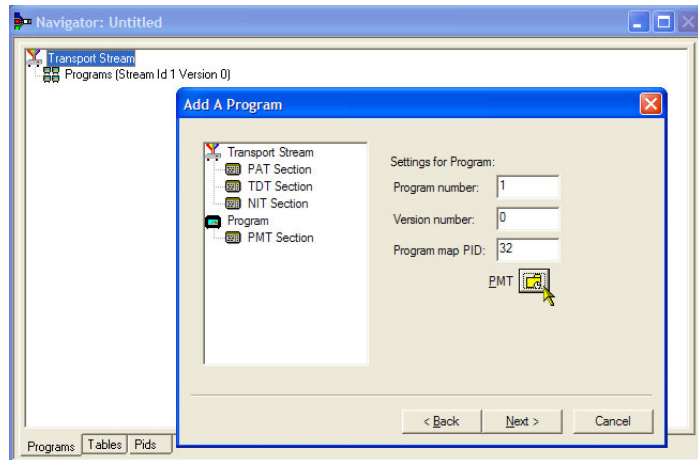 Navigator: Untitled
Transport Stream
Programs (Stream Id 1 Version 0)
Add A Program
Transport Stream
PAT Section
TDT Section
NIT Section
Program
PMT Section
Settings for Program:
Program number: 1
Version number: 0
Program map PID: 32
PMT
< Back Next > Cancel
Programs Tables Pids